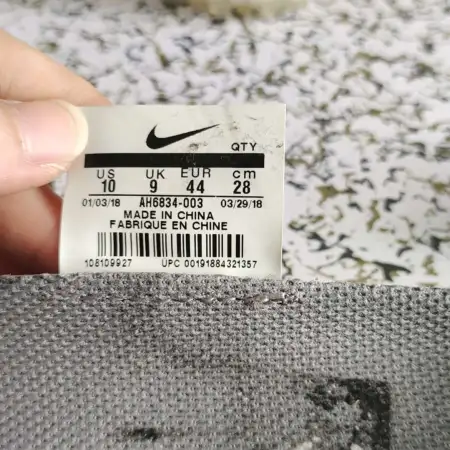 QTY
US UK EUR cm
10 9 44 28
01/03/18 AH6834-003 03/29/18
MADE IN CHINA
FABRIQUE EN CHINE
108109927 UPC 00191884321357